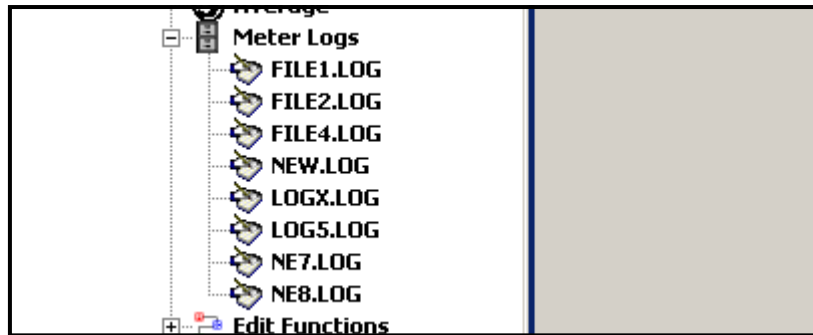 Average
Meter Logs
FILE1.LOG
FILE2.LOG
FILE4.LOG
NEW.LOG
LOGX.LOG
LOG5.LOG
NE7.LOG
NE8.LOG
Edit Functions